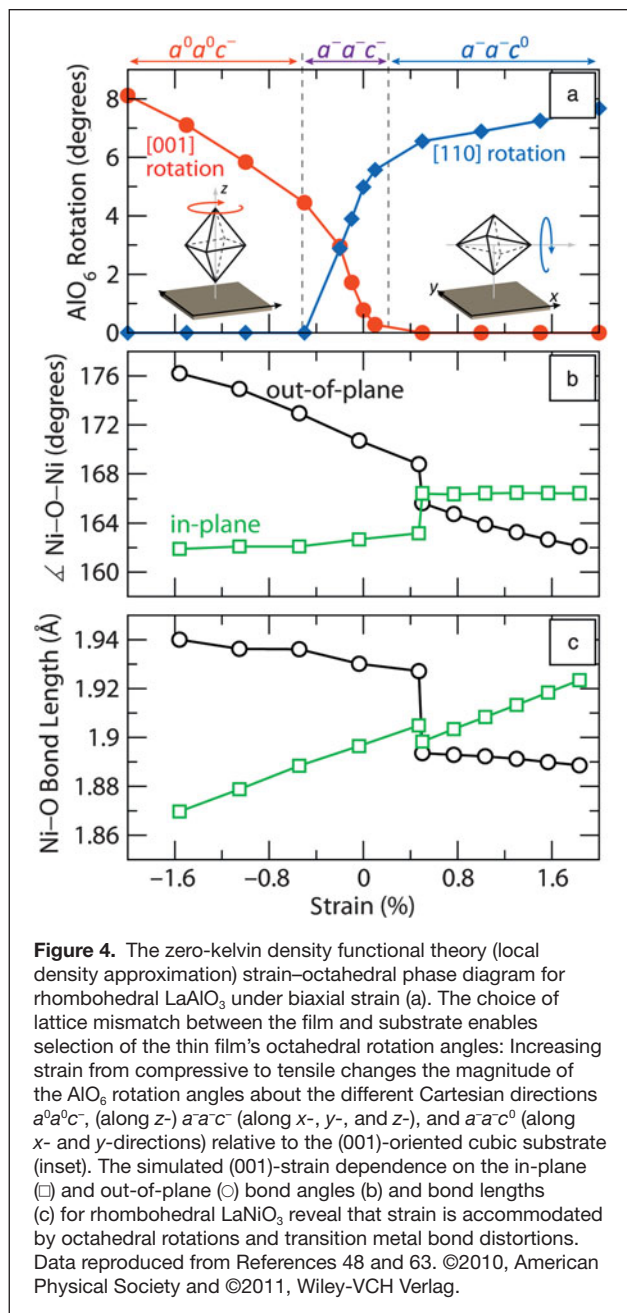 a⁰a⁰c⁻ a⁻a⁻c⁻ a⁻a⁻c⁰
a
AlO₆ Rotation (degrees)
8
6
4
2
0
[001]
rotation
[110] rotation
z
y
x
b
∡ Ni–O–Ni (degrees)
176
172
168
164
160
out-of-plane
in-plane
c
Ni–O Bond Length (Å)
1.94
1.92
1.9
1.88
1.86
−1.6 −0.8 0 0.8 1.6
Strain (%)
Figure 4. The zero-kelvin density functional theory (local
density approximation) strain–octahedral phase diagram for
rhombohedral LaAlO₃ under biaxial strain (a). The choice of
lattice mismatch between the film and substrate enables
selection of the thin film's octahedral rotation angles: Increasing
strain from compressive to tensile changes the magnitude of
the AlO₆ rotation angles about the different Cartesian directions
a⁰a⁰c⁻, (along z-) a⁻a⁻c⁻ (along x-, y-, and z-), and a⁻a⁻c⁰ (along
x- and y-directions) relative to the (001)-oriented cubic substrate
(inset). The simulated (001)-strain dependence on the in-plane
(□) and out-of-plane (○) bond angles (b) and bond lengths
(c) for rhombohedral LaNiO₃ reveal that strain is accommodated
by octahedral rotations and transition metal bond distortions.
Data reproduced from References 48 and 63. ©2010, American
Physical Society and ©2011, Wiley-VCH Verlag.